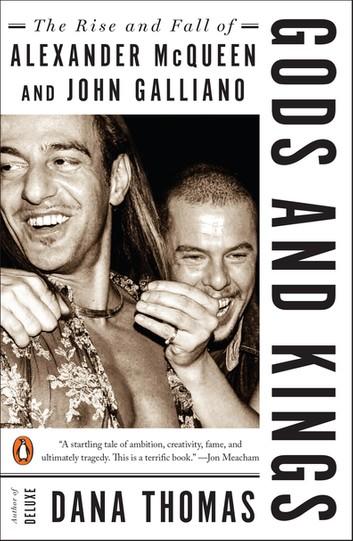 The Rise and Fall of
ALEXANDER McQUEEN
AND JOHN GALLIANO
GODS AND KINGS
“A startling tale of ambition, creativity, fame, and
ultimately tragedy. This is a terrific book.” —Jon Meacham
Author of
DELUXE
DANA THOMAS